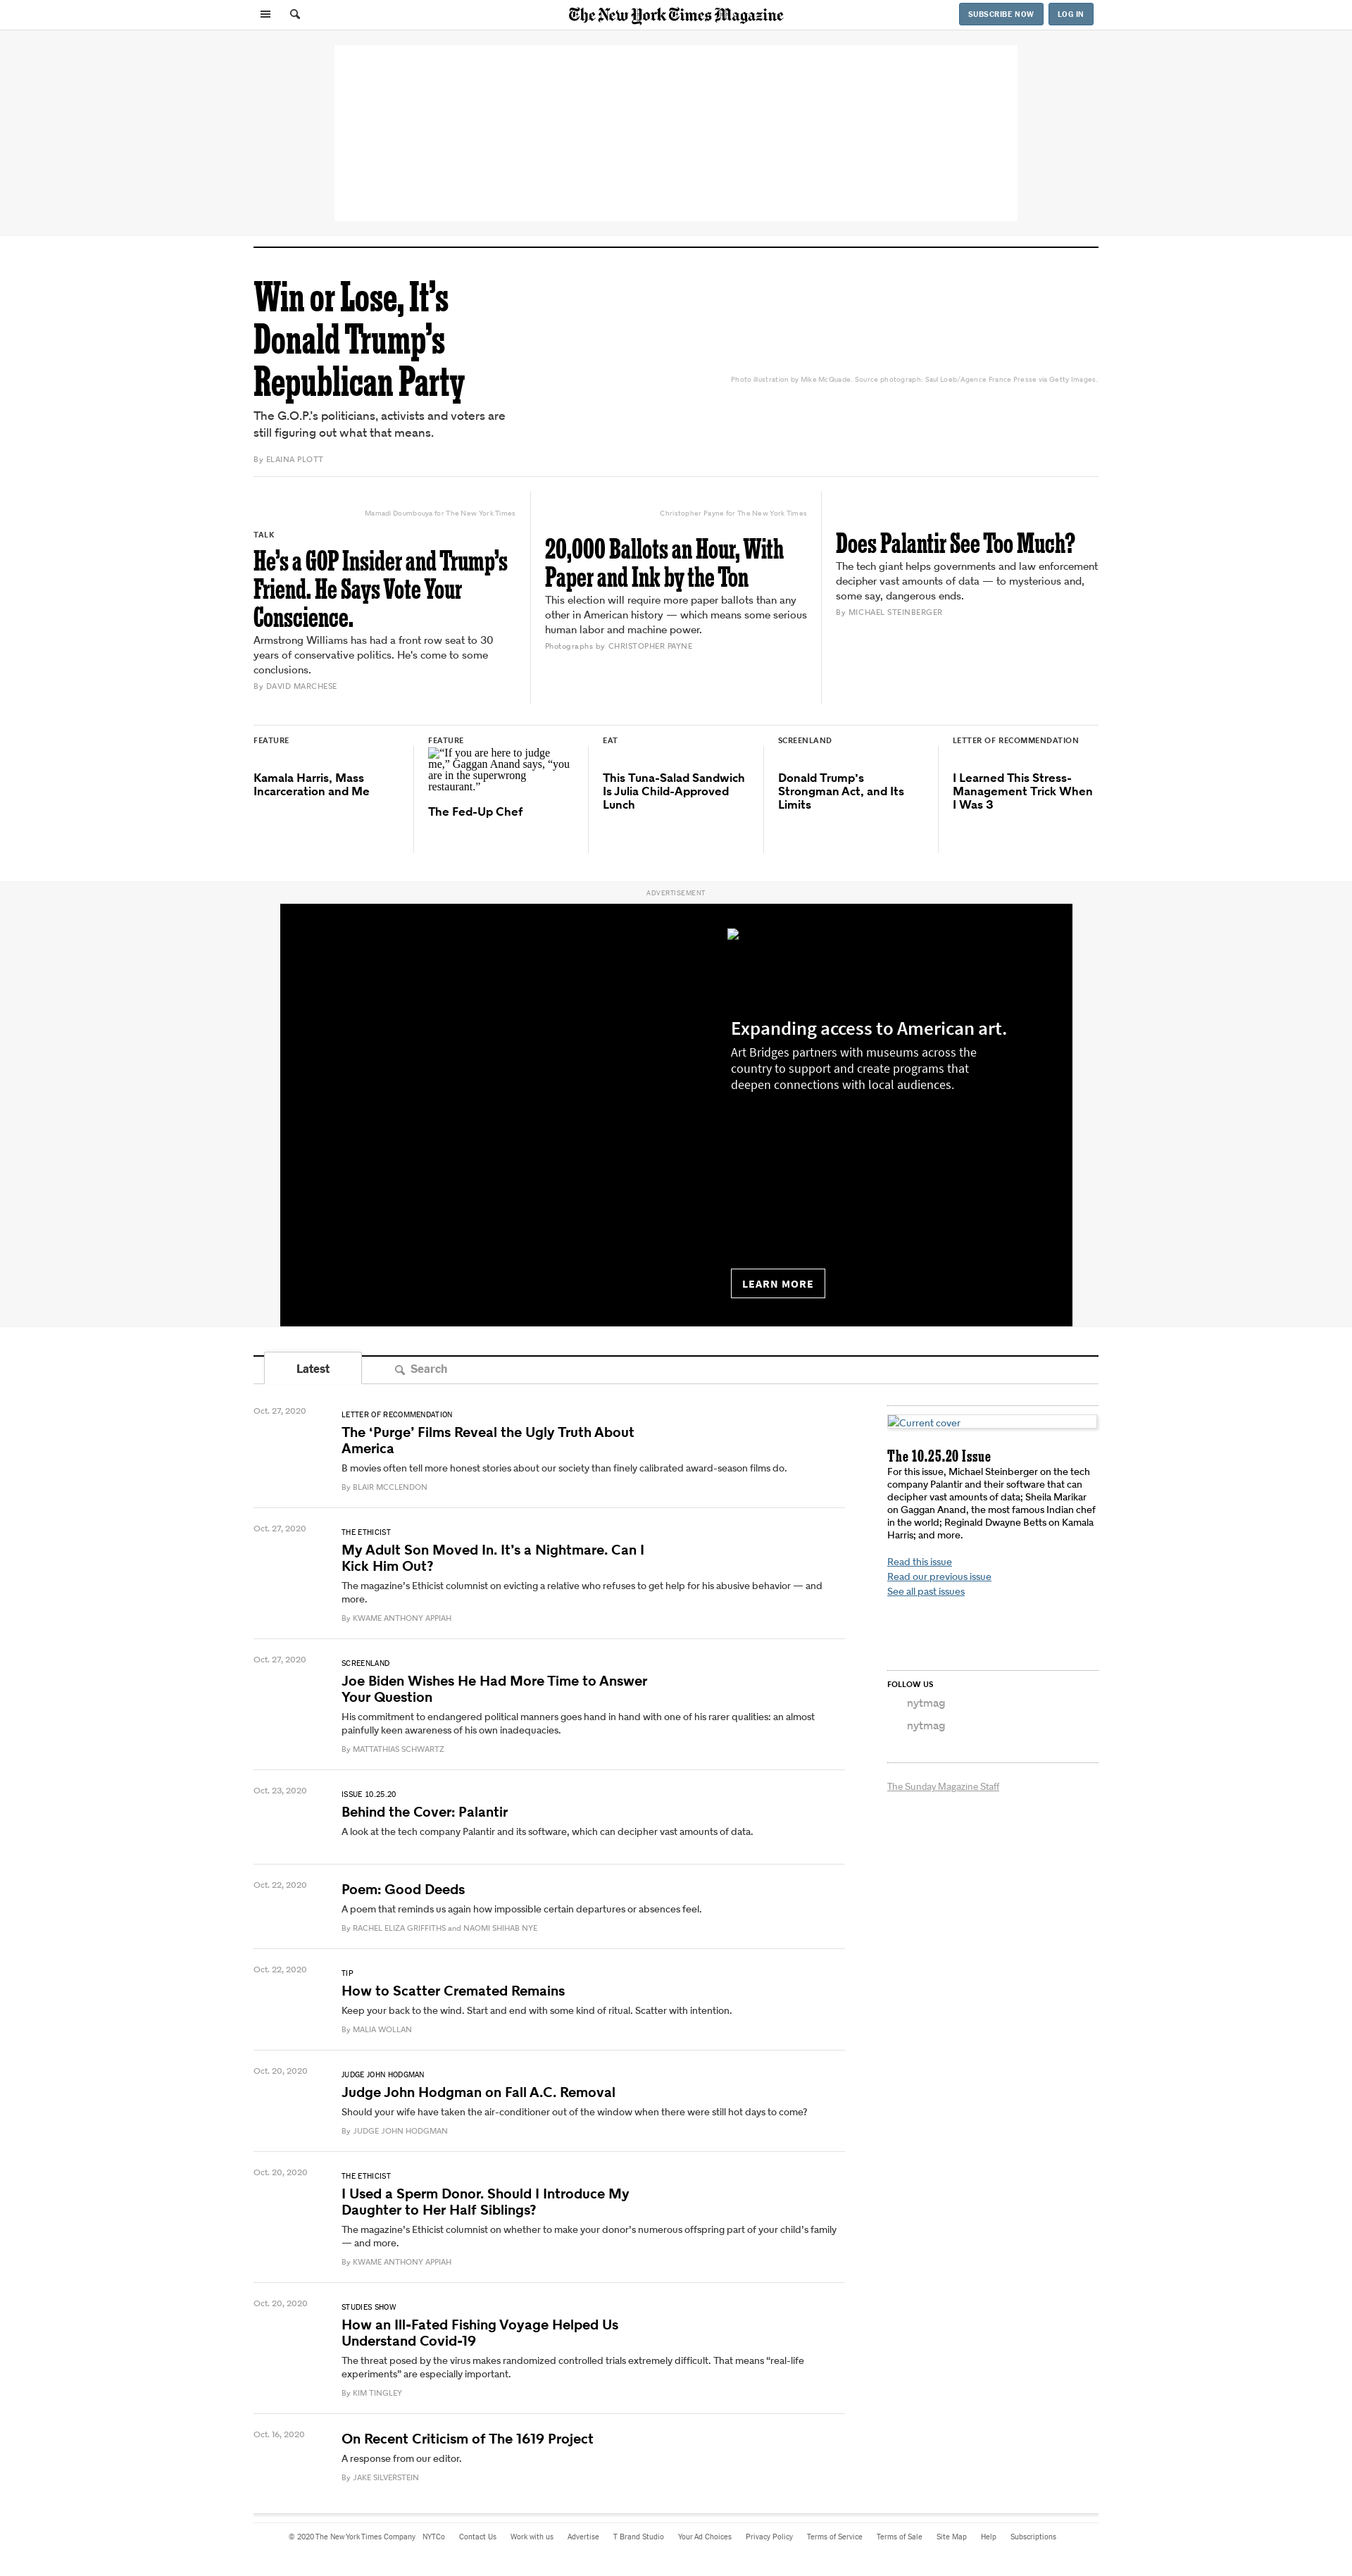 The New York Times Magazine
SUBSCRIBE NOW
LOG IN
Win or Lose, It's
Donald Trump's
Republican Party
The G.O.P.'s politicians, activists and voters are
still figuring out what that means.
By ELAINA PLOTT
Photo illustration by Mike McQuade. Source photograph: Saul Loeb/Agence France Presse via Getty Images.
Mamadi Doumbouya for The New York Times
TALK
He's a GOP Insider and Trump's
Friend. He Says Vote Your
Conscience.
Armstrong Williams has had a front row seat to 30
years of conservative politics. He's come to some
conclusions.
By DAVID MARCHESE
Christopher Payne for The New York Times
20,000 Ballots an Hour, With
Paper and Ink by the Ton
This election will require more paper ballots than any
other in American history — which means some serious
human labor and machine power.
Photographs by CHRISTOPHER PAYNE
Does Palantir See Too Much?
The tech giant helps governments and law enforcement
decipher vast amounts of data — to mysterious and,
some say, dangerous ends.
By MICHAEL STEINBERGER
FEATURE
Kamala Harris, Mass
Incarceration and Me
FEATURE
“If you are here to judge
me,” Gaggan Anand says, “you
are in the superwrong
restaurant.”
The Fed-Up Chef
EAT
This Tuna-Salad Sandwich
Is Julia Child-Approved
Lunch
SCREENLAND
Donald Trump's
Strongman Act, and Its
Limits
LETTER OF RECOMMENDATION
I Learned This Stress-
Management Trick When
I Was 3
ADVERTISEMENT
Expanding access to American art.
Art Bridges partners with museums across the
country to support and create programs that
deepen connections with local audiences.
LEARN MORE
Latest
Search
Oct. 27, 2020
LETTER OF RECOMMENDATION
The ‘Purge’ Films Reveal the Ugly Truth About
America
B movies often tell more honest stories about our society than finely calibrated award-season films do.
By BLAIR MCCLENDON
Oct. 27, 2020
THE ETHICIST
My Adult Son Moved In. It's a Nightmare. Can I
Kick Him Out?
The magazine's Ethicist columnist on evicting a relative who refuses to get help for his abusive behavior — and
more.
By KWAME ANTHONY APPIAH
Oct. 27, 2020
SCREENLAND
Joe Biden Wishes He Had More Time to Answer
Your Question
His commitment to endangered political manners goes hand in hand with one of his rarer qualities: an almost
painfully keen awareness of his own inadequacies.
By MATTATHIAS SCHWARTZ
Oct. 23, 2020
ISSUE 10.25.20
Behind the Cover: Palantir
A look at the tech company Palantir and its software, which can decipher vast amounts of data.
Oct. 22, 2020
Poem: Good Deeds
A poem that reminds us again how impossible certain departures or absences feel.
By RACHEL ELIZA GRIFFITHS and NAOMI SHIHAB NYE
Oct. 22, 2020
TIP
How to Scatter Cremated Remains
Keep your back to the wind. Start and end with some kind of ritual. Scatter with intention.
By MALIA WOLLAN
Oct. 20, 2020
JUDGE JOHN HODGMAN
Judge John Hodgman on Fall A.C. Removal
Should your wife have taken the air-conditioner out of the window when there were still hot days to come?
By JUDGE JOHN HODGMAN
Oct. 20, 2020
THE ETHICIST
I Used a Sperm Donor. Should I Introduce My
Daughter to Her Half Siblings?
The magazine's Ethicist columnist on whether to make your donor's numerous offspring part of your child's family
— and more.
By KWAME ANTHONY APPIAH
Oct. 20, 2020
STUDIES SHOW
How an Ill-Fated Fishing Voyage Helped Us
Understand Covid-19
The threat posed by the virus makes randomized controlled trials extremely difficult. That means “real-life
experiments” are especially important.
By KIM TINGLEY
Oct. 16, 2020
On Recent Criticism of The 1619 Project
A response from our editor.
By JAKE SILVERSTEIN
Current cover
The 10.25.20 Issue
For this issue, Michael Steinberger on the tech
company Palantir and their software that can
decipher vast amounts of data; Sheila Marikar
on Gaggan Anand, the most famous Indian chef
in the world; Reginald Dwayne Betts on Kamala
Harris; and more.
Read this issue
Read our previous issue
See all past issues
FOLLOW US
nytmag
nytmag
The Sunday Magazine Staff
© 2020 The New York Times Company NYTCo Contact Us Work with us Advertise T Brand Studio Your Ad Choices Privacy Policy Terms of Service Terms of Sale Site Map Help Subscriptions